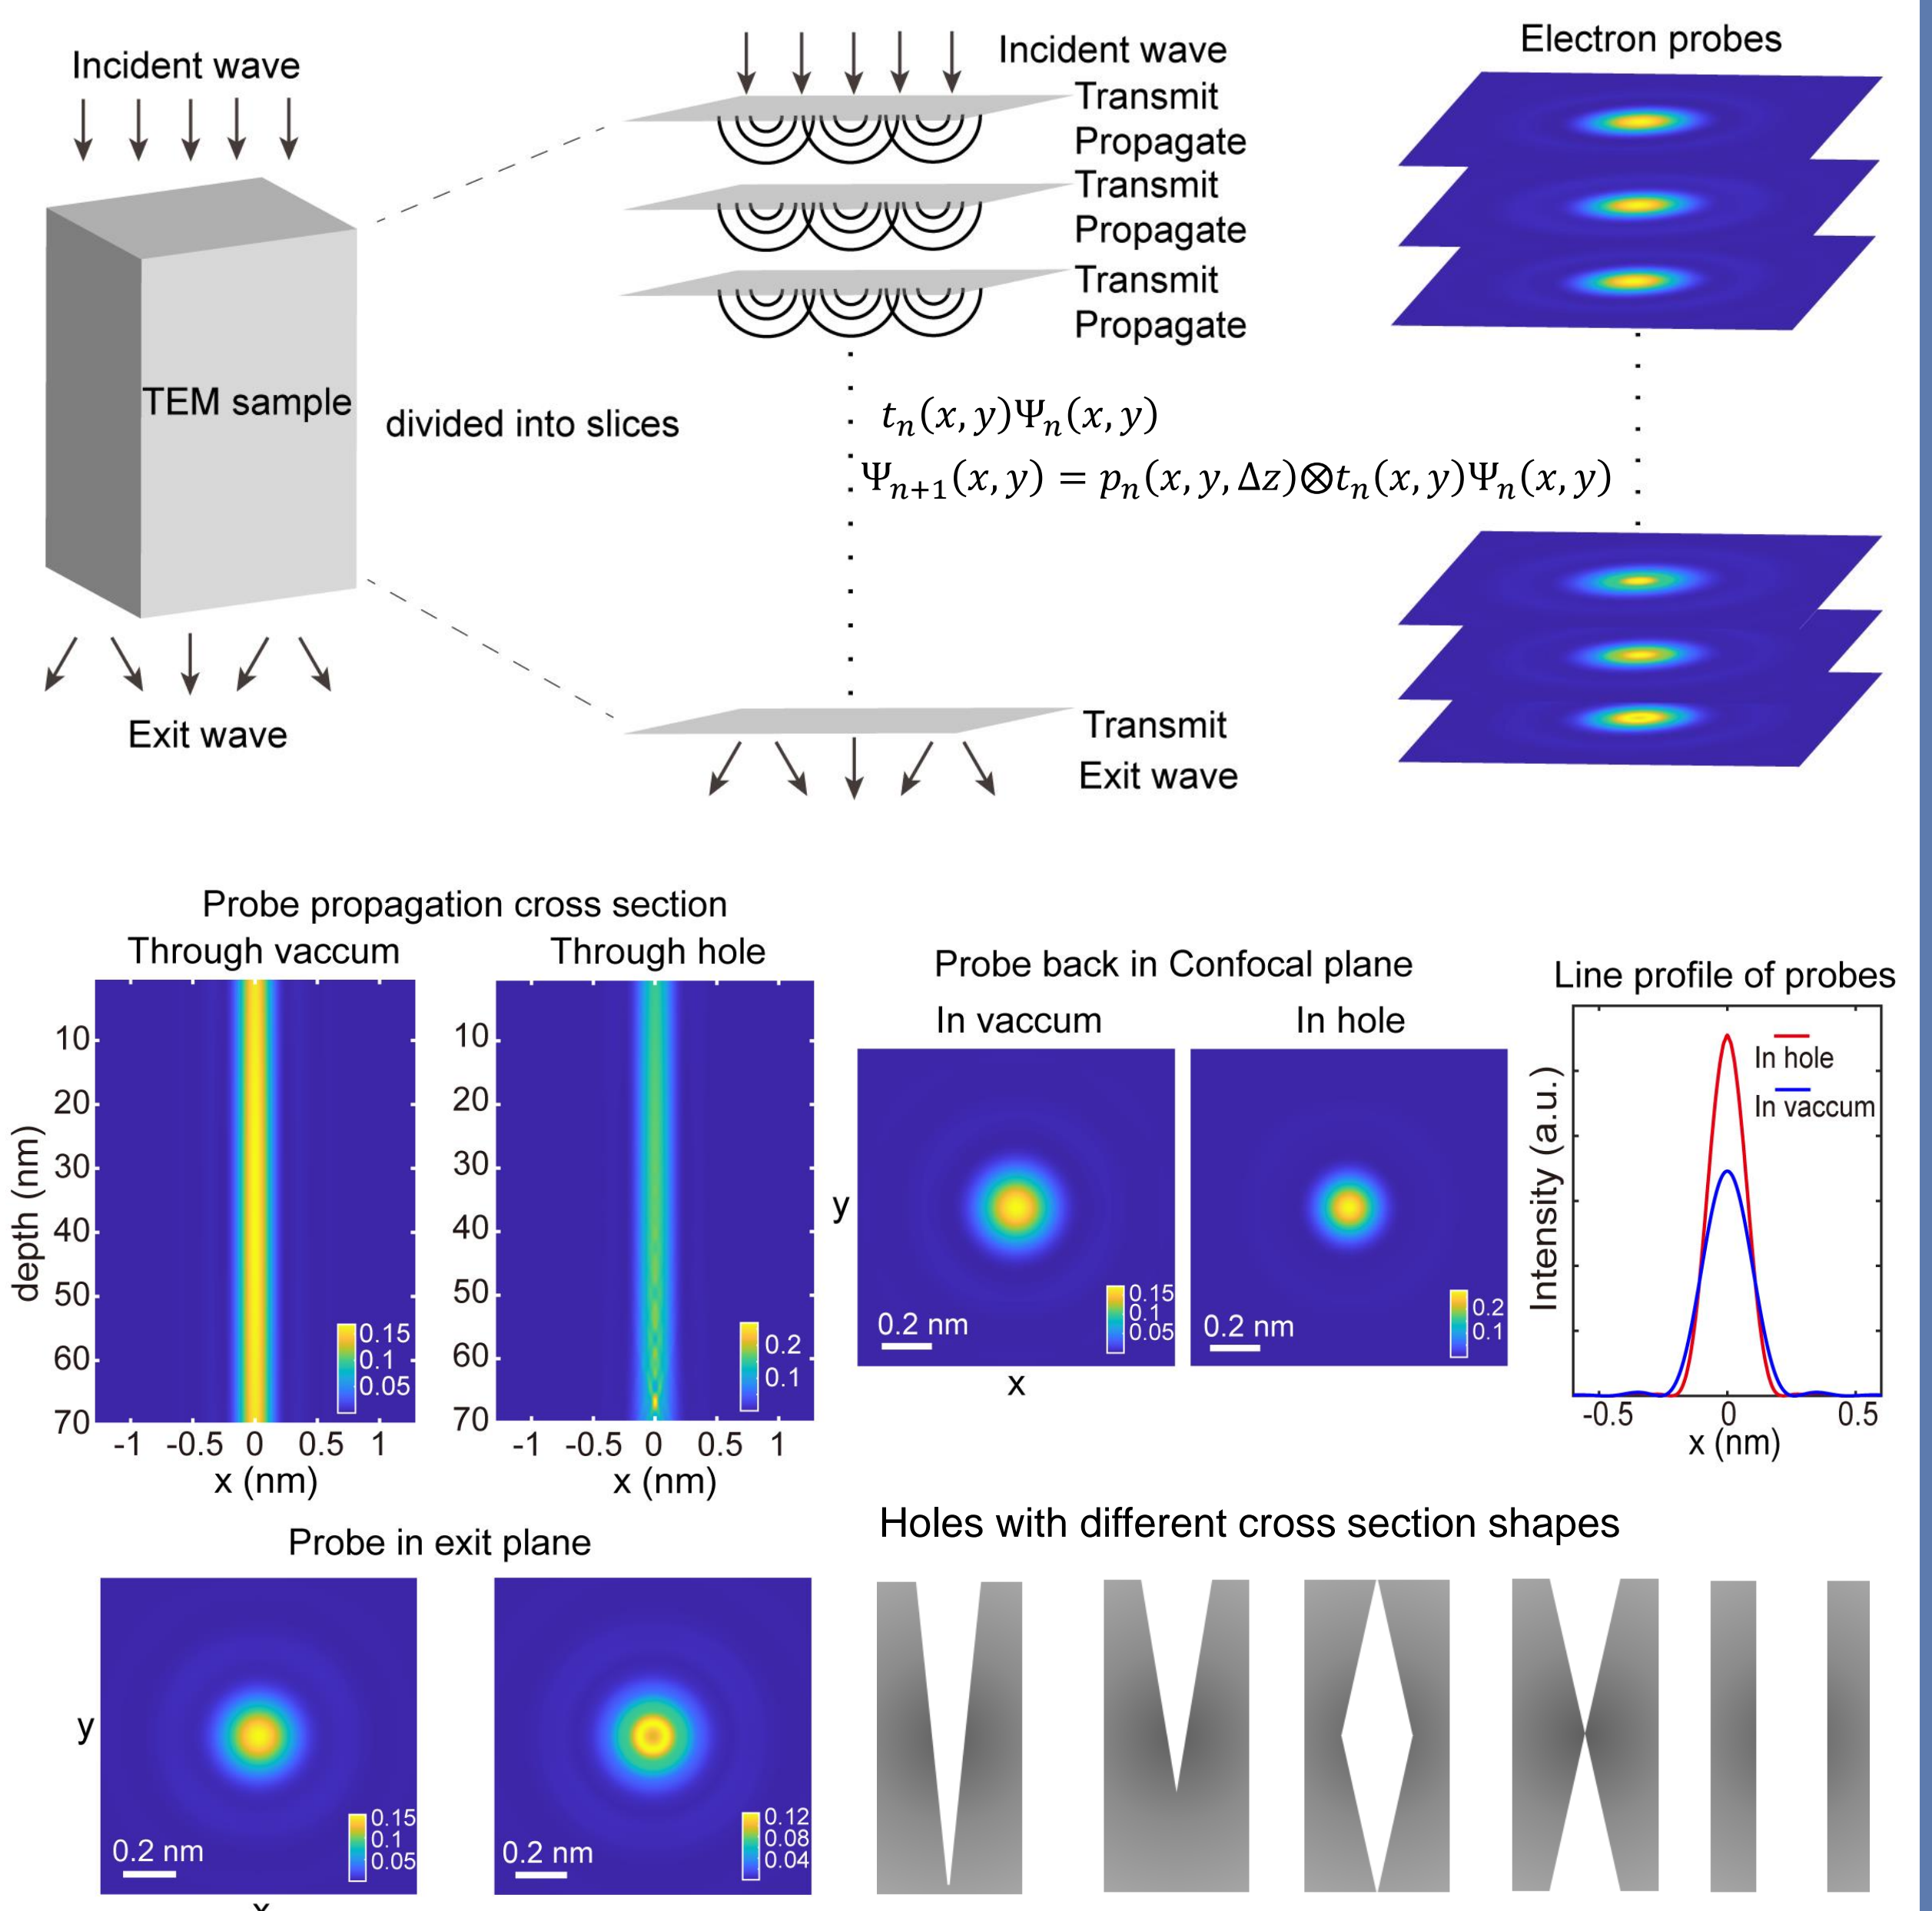 Incident wave
TEM sample
Exit wave
divided into slices
Incident wave
Transmit
Propagate
Transmit
Propagate
Transmit
Propagate
tₙ(x, y)Ψₙ(x, y)
Ψₙ₊₁(x, y) = pₙ(x, y, Δz)⊗tₙ(x, y)Ψₙ(x, y)
Transmit
Exit wave
Electron probes
Probe propagation cross section
Through vaccum
10
20
30
40
50
60
70
depth (nm)
0.15
0.1
0.05
-1 -0.5 0 0.5 1
x (nm)
Through hole
10
20
30
40
50
60
70
0.2
0.1
-1 -0.5 0 0.5 1
x (nm)
Probe back in Confocal plane
In vaccum
y
0.2 nm
0.15
0.1
0.05
x
In hole
0.2 nm
0.2
0.1
Line profile of probes
Intensity (a.u.)
In hole
In vaccum
-0.5 0 0.5
x (nm)
Probe in exit plane
y
0.2 nm
0.15
0.1
0.05
x
0.2 nm
0.12
0.08
0.04
Holes with different cross section shapes